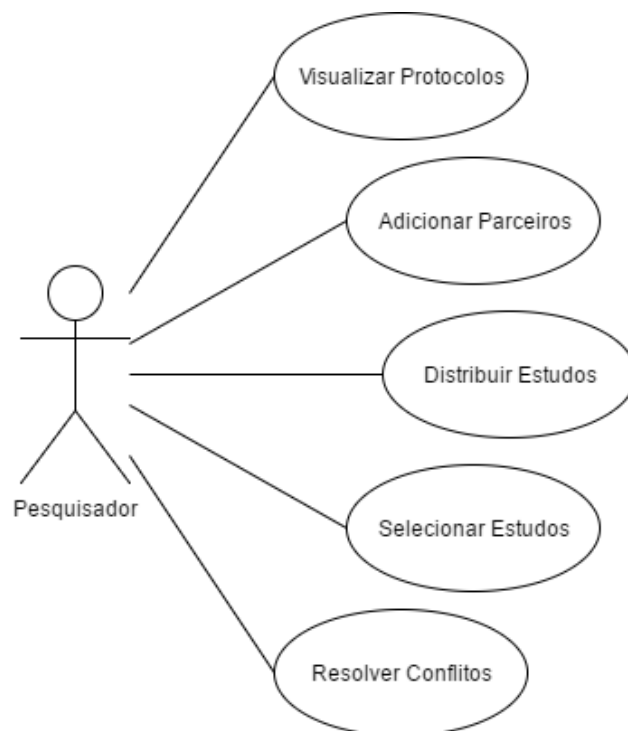 Visualizar Protocolos
Adicionar Parceiros
Distribuir Estudos
Selecionar Estudos
Pesquisador
Resolver Conflitos